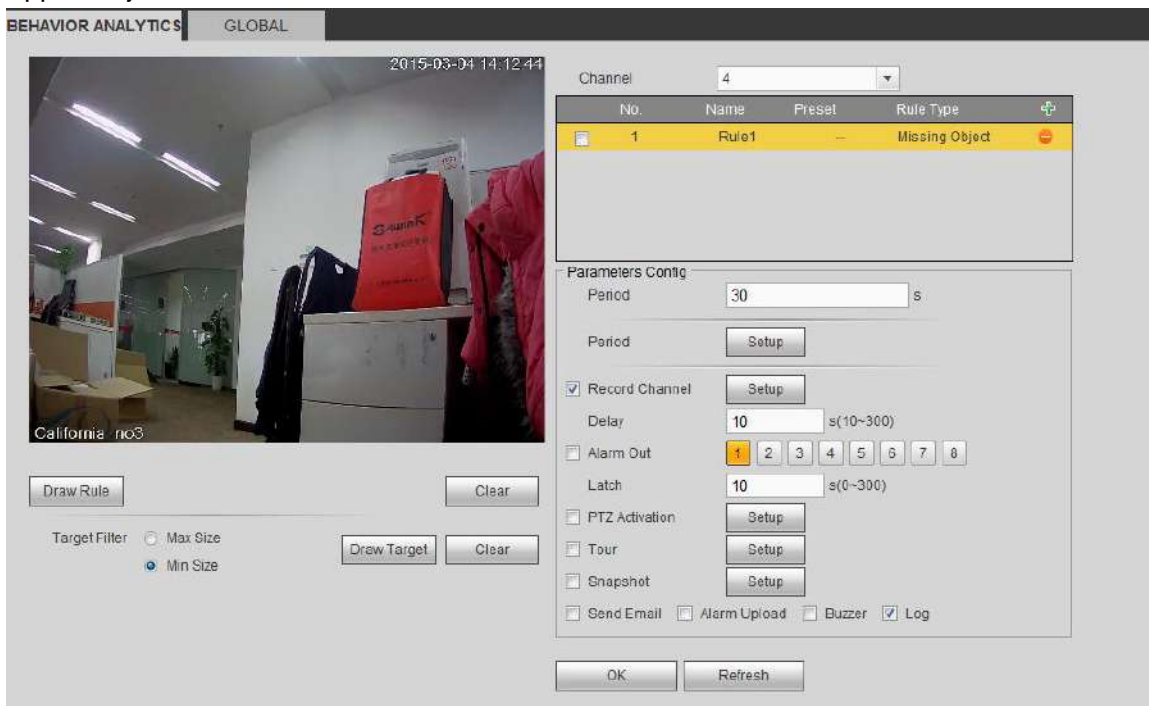 BEHAVIOR ANALYTICS GLOBAL
2015-03-04 14:12:44
California no3
Draw Rule Clear
Target Filter Max Size
Min Size
Draw Target Clear
Channel 4
No. Name Preset Rule Type
1 Rule1 -- Missing Object
Parameters Config
Period 30 s
Period Setup
Record Channel Setup
Delay 10 s(10~300)
Alarm Out 1 2 3 4 5 6 7 8
Latch 10 s(0~300)
PTZ Activation Setup
Tour Setup
Snapshot Setup
Send Email Alarm Upload Buzzer Log
OK Refresh